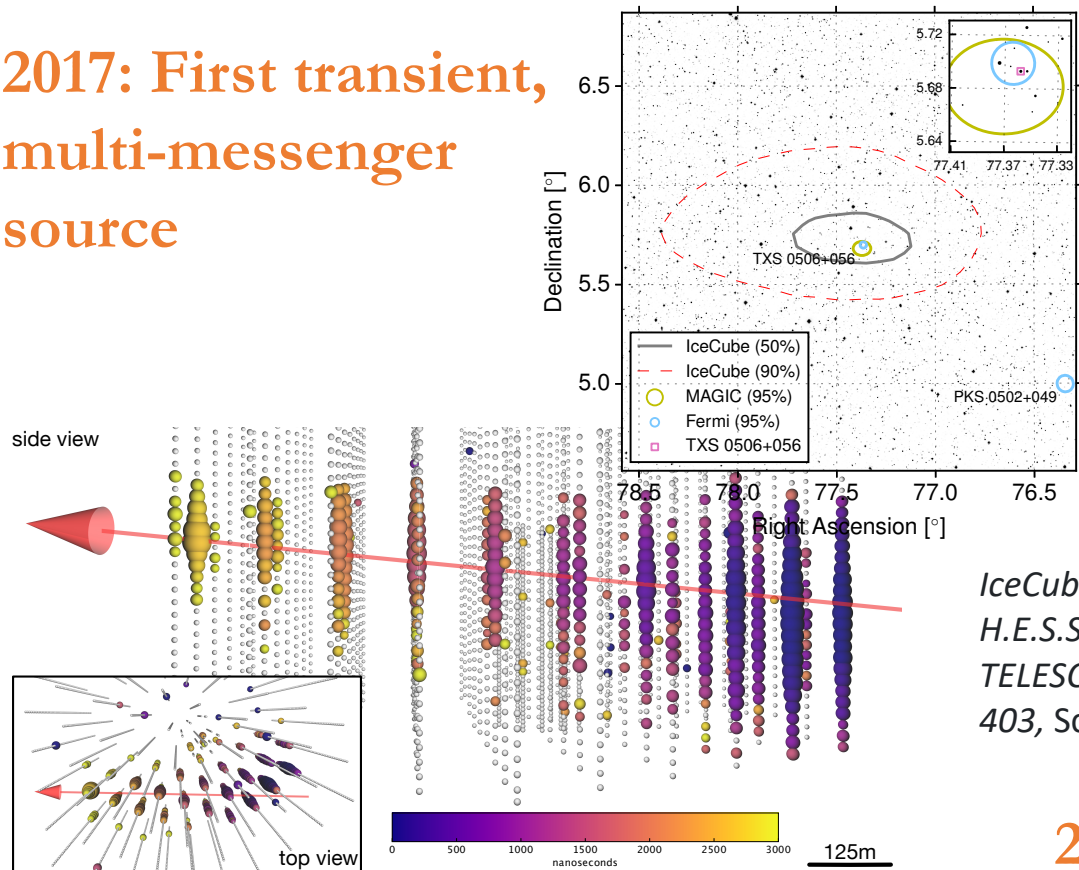 2017: First transient,
multi-messenger
source
Declination [°]
6.5
6.0
5.5
5.0
5.72
5.68
5.64
77.41 77.37 77.33
TXS 0506+056
PKS 0502+049
IceCube (50%)
IceCube (90%)
MAGIC (95%)
Fermi (95%)
TXS 0506+056
78.5 78.0 77.5 77.0 76.5
Right Ascension [°]
side view
top view
0 500 1000 1500 2000 2500 3000
nanoseconds
125m
H.E.S.S
403,
2